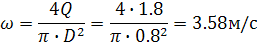 ω = 4Q / (π · D²) = (4 · 1.8) / (π · 0.8²) = 3.58м/с